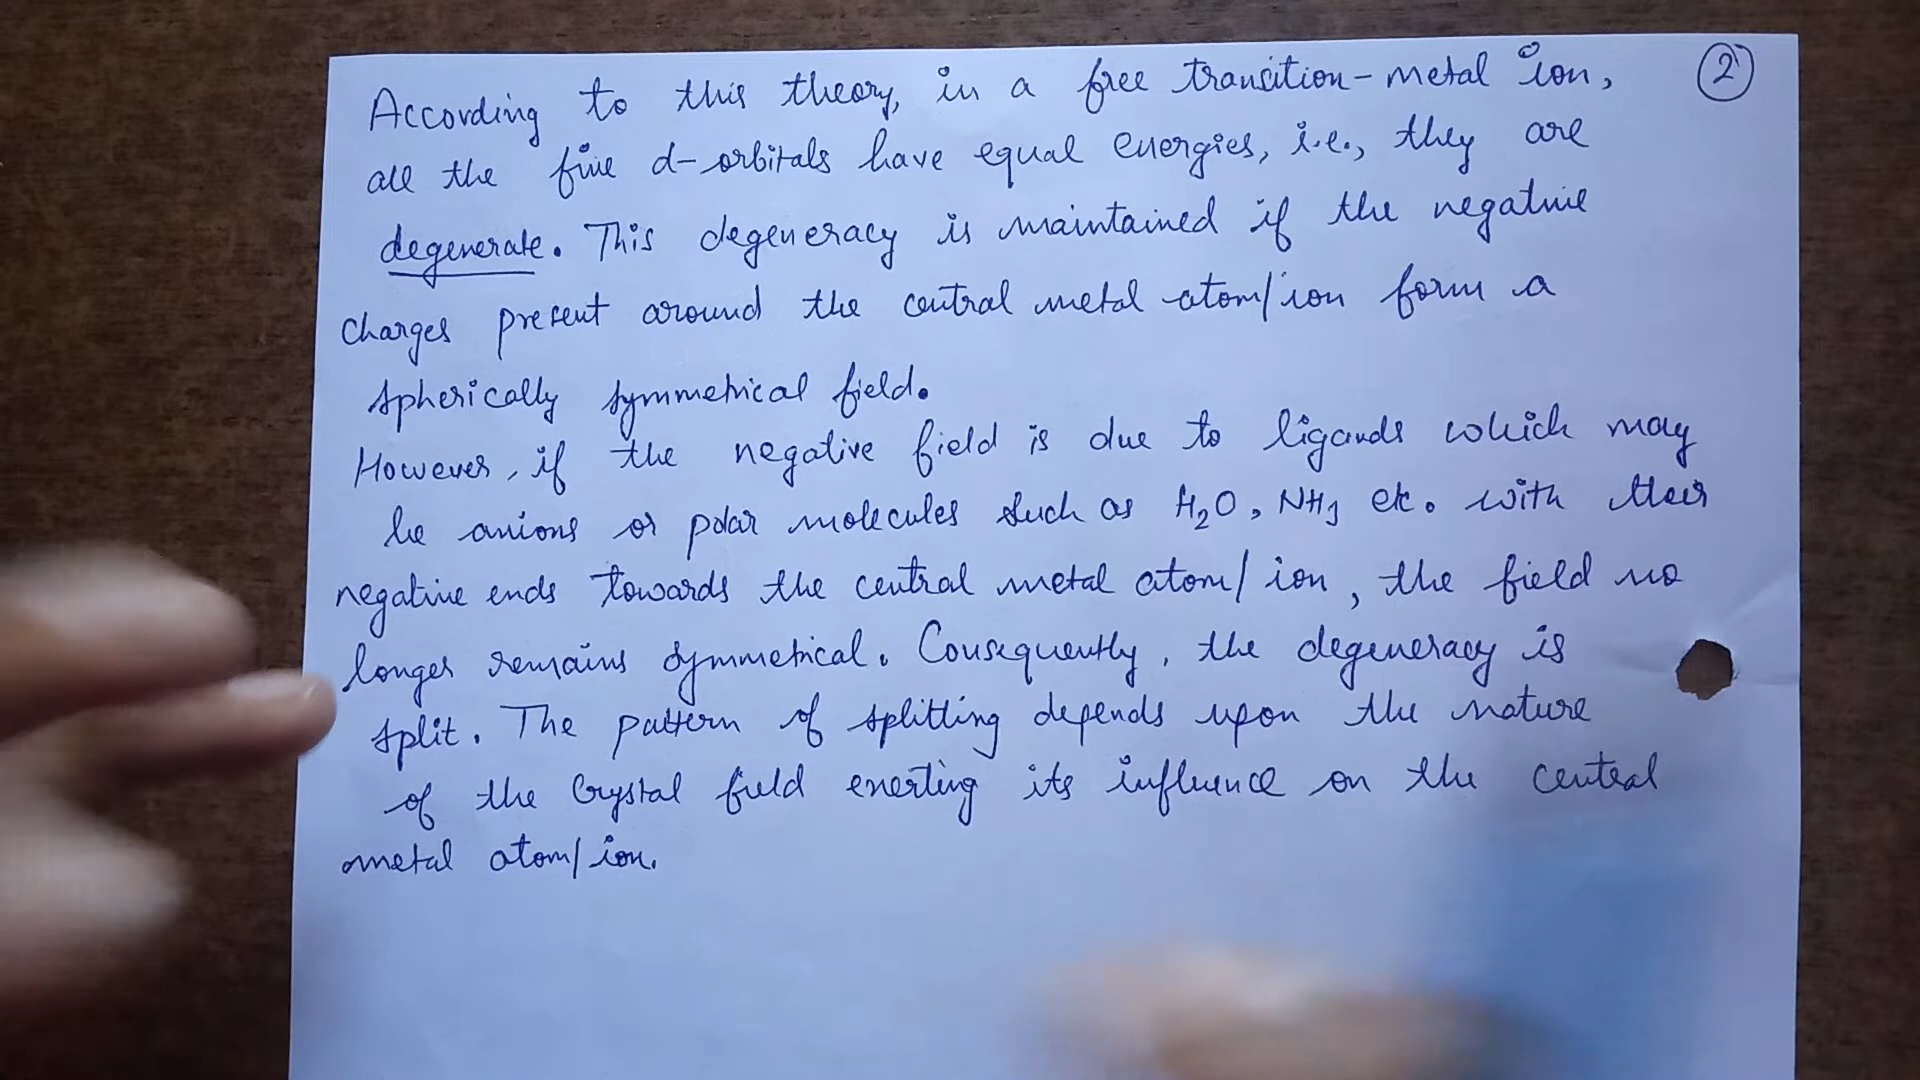 According to this theory, in a free transition-metal ion,
2
all the five d-orbitals have equal energies, i.e., they are
degenerate. This degeneracy is maintained if the negative
charges present around the central metal atom/ion form a
spherically symmetrical field.
However, if the negative field is due to ligands which may
be anions or polar molecules such as H₂O, NH₃ etc. with their
negative ends towards the central metal atom/ion, the field no
longer remains symmetrical. Consequently, the degeneracy is
split. The pattern of splitting depends upon the nature
of the crystal field exerting its influence on the central
metal atom/ion.